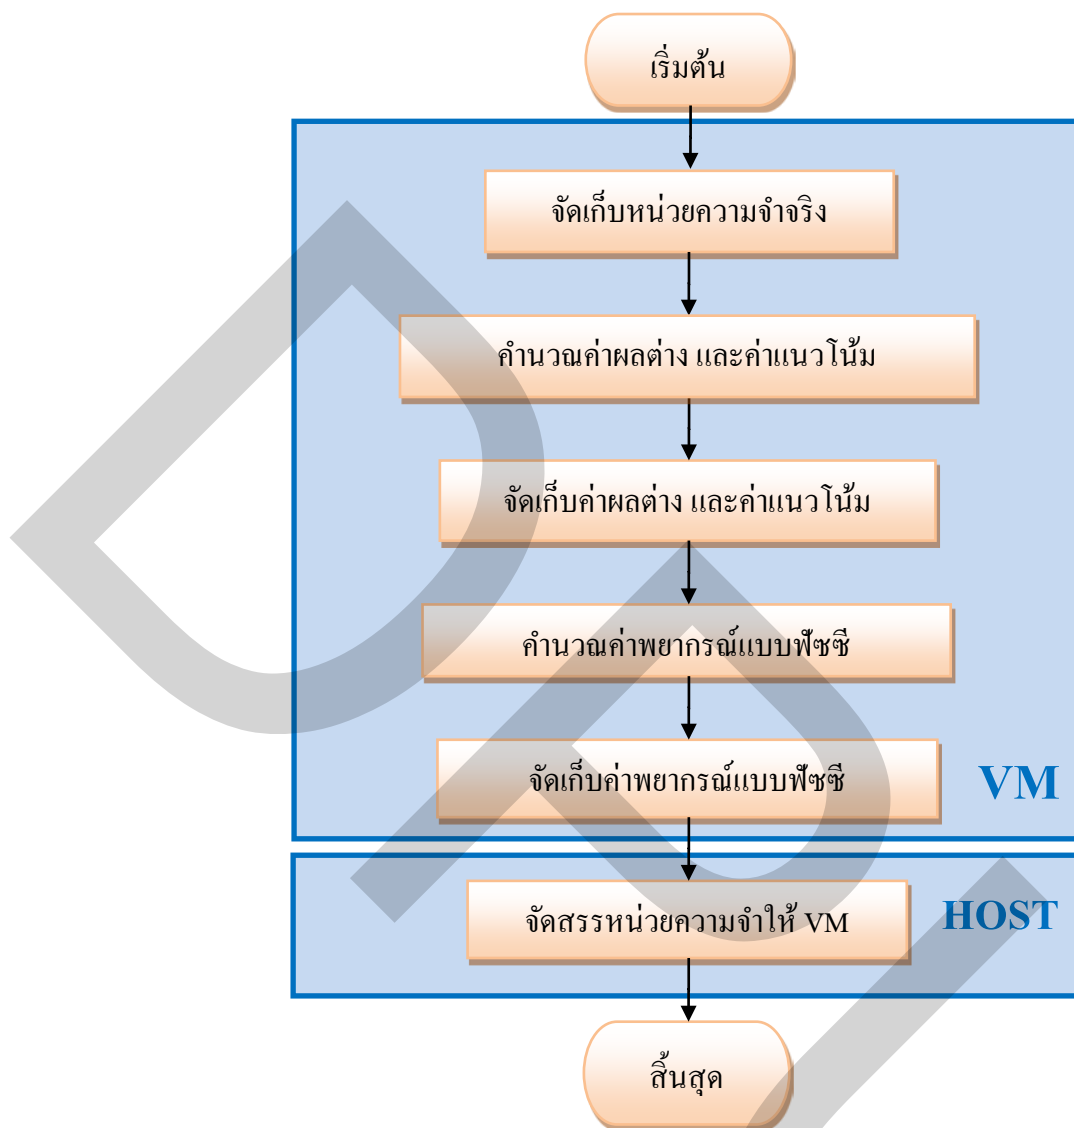 เริ่มต้น
จัดเก็บหน่วยความจำจริง
คำนวณค่าผลต่าง และค่าแนวโน้ม
จัดเก็บค่าผลต่าง และค่าแนวโน้ม
คำนวณค่าพยากรณ์แบบฟัซซี
จัดเก็บค่าพยากรณ์แบบฟัซซี
VM
จัดสรรหน่วยความจำให้ VM
HOST
สิ้นสุด